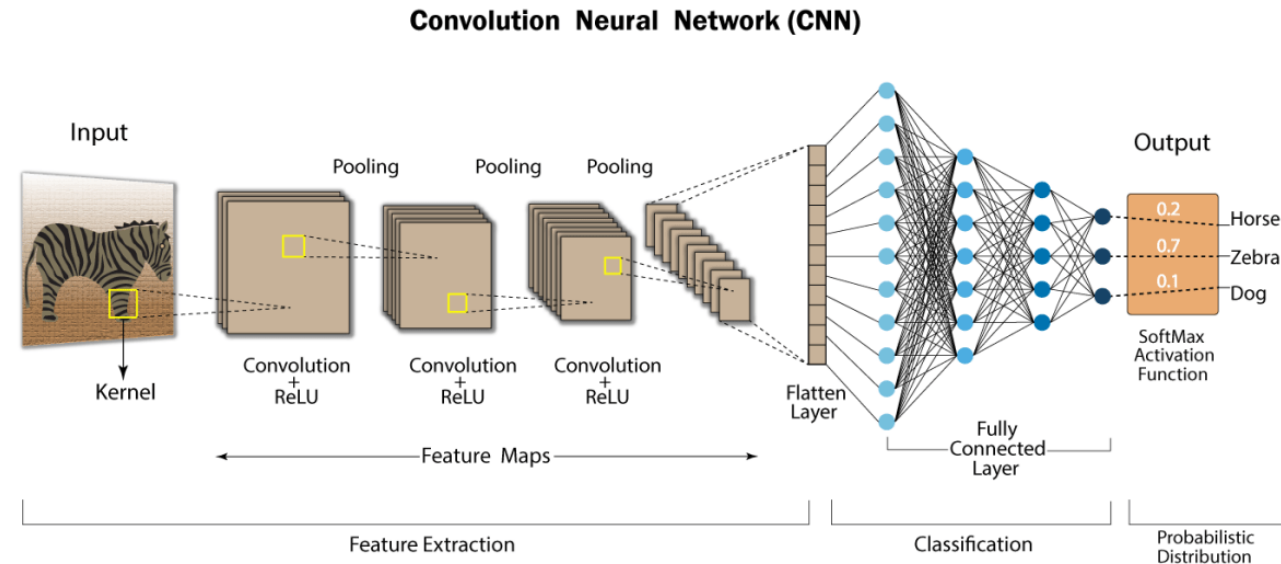 Convolution Neural Network (CNN)
Input
Pooling
Pooling
Pooling
Output
0.2
Horse
0.7
Zebra
0.1
Dog
Kernel
Convolution
+
ReLU
Convolution
+
ReLU
Convolution
+
ReLU
Flatten
Layer
SoftMax
Activation
Function
Feature Maps
Fully
Connected
Layer
Feature Extraction
Classification
Probabilistic
Distribution